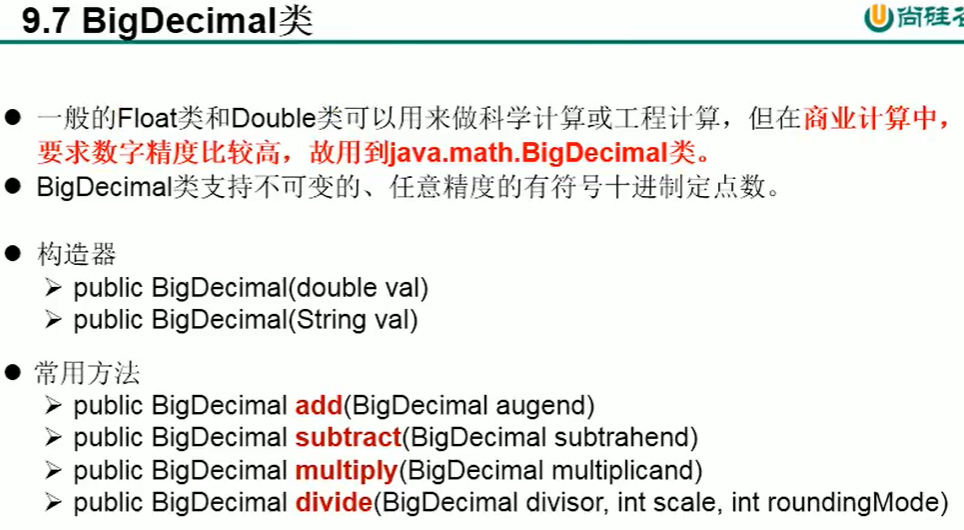 9.7 BigDecimal类
尚硅
● 一般的Float类和Double类可以用来做科学计算或工程计算，但在商业计算中，
要求数字精度比较高，故用到java.math.BigDecimal类。
● BigDecimal类支持不可变的、任意精度的有符号十进制定点数。
● 构造器
➢ public BigDecimal(double val)
➢ public BigDecimal(String val)
● 常用方法
➢ public BigDecimal add(BigDecimal augend)
➢ public BigDecimal subtract(BigDecimal subtrahend)
➢ public BigDecimal multiply(BigDecimal multiplicand)
➢ public BigDecimal divide(BigDecimal divisor, int scale, int roundingMode)